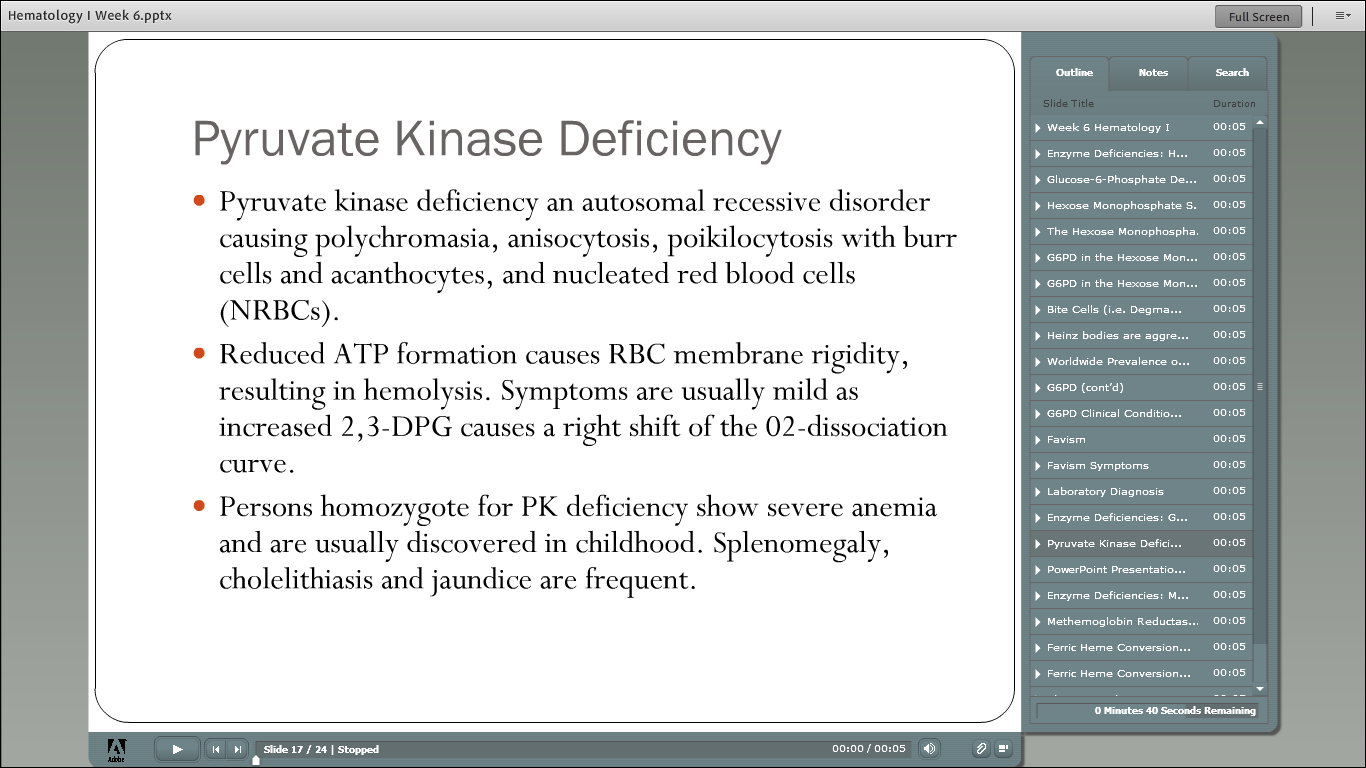 Hematology I Week 6.pptx
Full Screen
Pyruvate Kinase Deficiency
Pyruvate kinase deficiency an autosomal recessive disorder
causing polychromasia, anisocytosis, poikilocytosis with burr
cells and acanthocytes, and nucleated red blood cells
(NRBCs).
Reduced ATP formation causes RBC membrane rigidity,
resulting in hemolysis. Symptoms are usually mild as
increased 2,3-DPG causes a right shift of the 02-dissociation
curve.
Persons homozygote for PK deficiency show severe anemia
and are usually discovered in childhood. Splenomegaly,
cholelithiasis and jaundice are frequent.
Outline Notes Search
Slide Title Duration
Week 6 Hematology I 00:05
Enzyme Deficiencies: H... 00:05
Glucose-6-Phosphate De... 00:05
Hexose Monophosphate S. 00:05
The Hexose Monophospha. 00:05
G6PD in the Hexose Mon... 00:05
G6PD in the Hexose Mon... 00:05
Bite Cells (i.e. Degma... 00:05
Heinz bodies are aggre... 00:05
Worldwide Prevalence o... 00:05
G6PD (cont'd) 00:05
G6PD Clinical Conditio... 00:05
Favism 00:05
Favism Symptoms 00:05
Laboratory Diagnosis 00:05
Enzyme Deficiencies: G... 00:05
Pyruvate Kinase Defici... 00:05
PowerPoint Presentatio... 00:05
Enzyme Deficiencies: M... 00:05
Methemoglobin Reductas... 00:05
Ferric Heme Conversion... 00:05
Ferric Heme Conversion... 00:05
0 Minutes 40 Seconds Remaining
Adobe
Slide 17 / 24 | Stopped
00:00 / 00:05